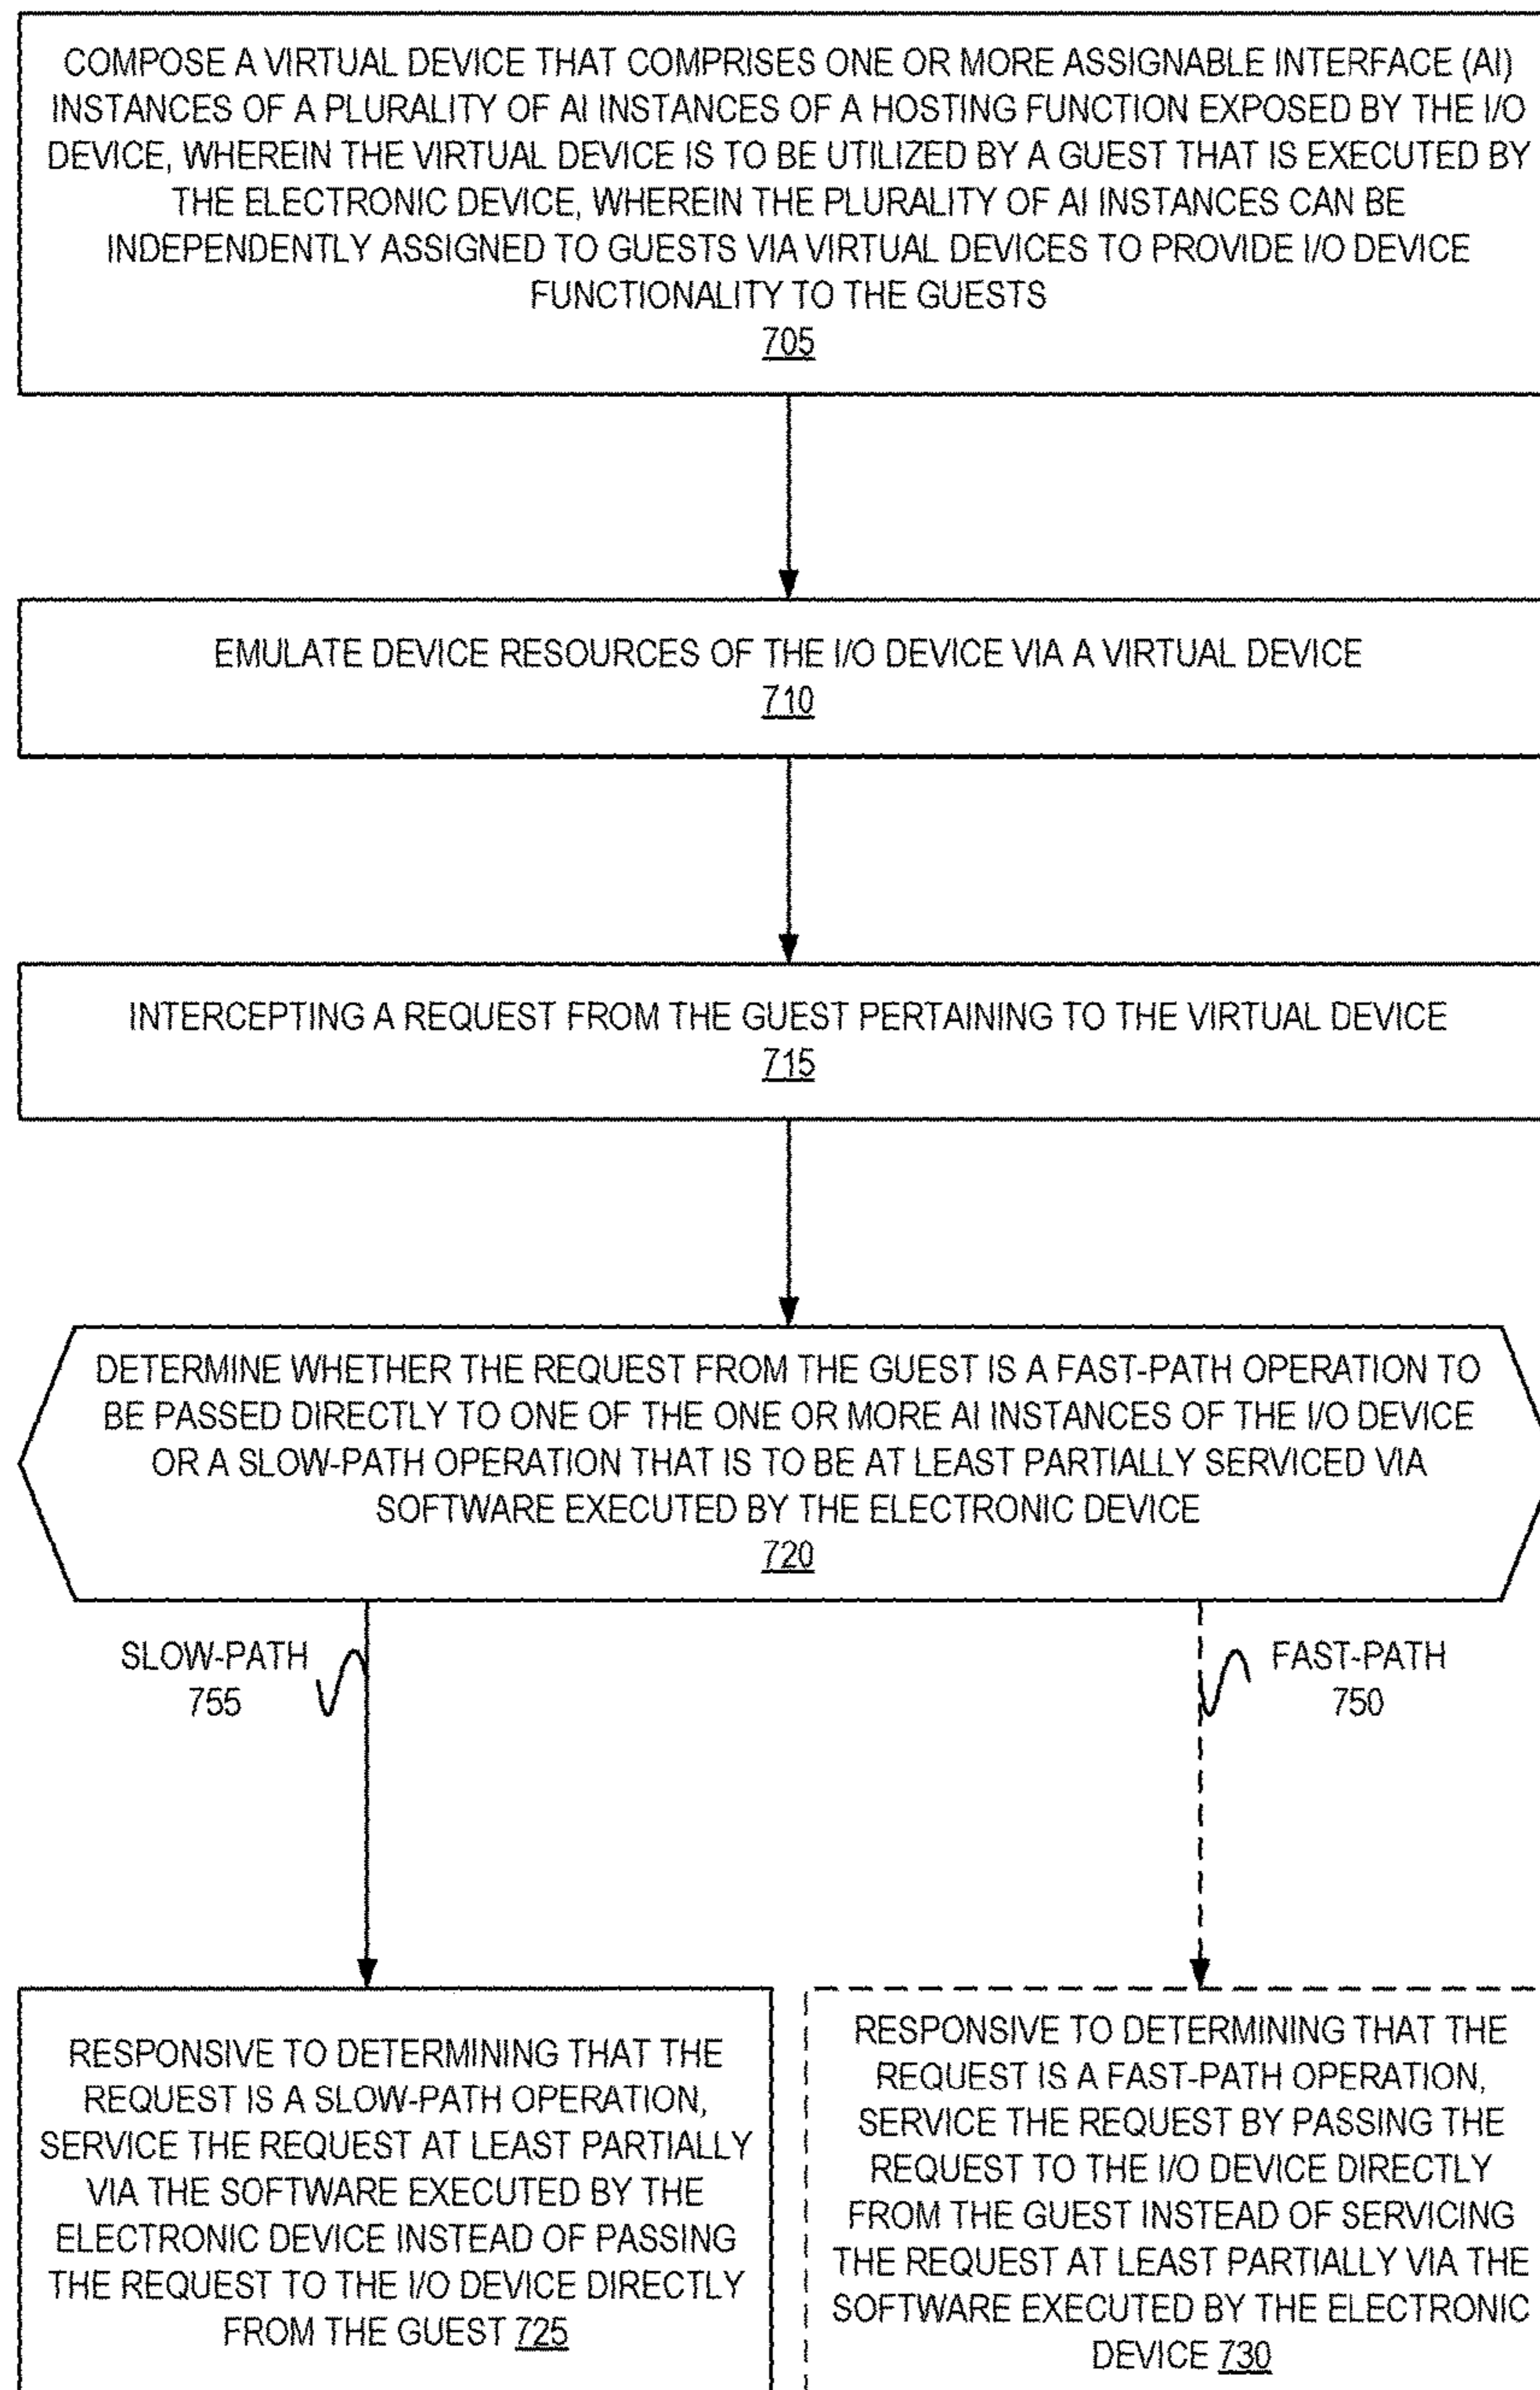 COMPOSE A VIRTUAL DEVICE THAT COMPRISES ONE OR MORE ASSIGNABLE INTERFACE (AI)
INSTANCES OF A PLURALITY OF AI INSTANCES OF A HOSTING FUNCTION EXPOSED BY THE I/O
DEVICE, WHEREIN THE VIRTUAL DEVICE IS TO BE UTILIZED BY A GUEST THAT IS EXECUTED BY
THE ELECTRONIC DEVICE, WHEREIN THE PLURALITY OF AI INSTANCES CAN BE
INDEPENDENTLY ASSIGNED TO GUESTS VIA VIRTUAL DEVICES TO PROVIDE I/O DEVICE
FUNCTIONALITY TO THE GUESTS
705
EMULATE DEVICE RESOURCES OF THE I/O DEVICE VIA A VIRTUAL DEVICE
710
INTERCEPTING A REQUEST FROM THE GUEST PERTAINING TO THE VIRTUAL DEVICE
715
DETERMINE WHETHER THE REQUEST FROM THE GUEST IS A FAST-PATH OPERATION TO
BE PASSED DIRECTLY TO ONE OF THE ONE OR MORE AI INSTANCES OF THE I/O DEVICE
OR A SLOW-PATH OPERATION THAT IS TO BE AT LEAST PARTIALLY SERVICED VIA
SOFTWARE EXECUTED BY THE ELECTRONIC DEVICE
720
SLOW-PATH
755
FAST-PATH
750
RESPONSIVE TO DETERMINING THAT THE
REQUEST IS A SLOW-PATH OPERATION,
SERVICE THE REQUEST AT LEAST PARTIALLY
VIA THE SOFTWARE EXECUTED BY THE
ELECTRONIC DEVICE INSTEAD OF PASSING
THE REQUEST TO THE I/O DEVICE DIRECTLY
FROM THE GUEST 725
RESPONSIVE TO DETERMINING THAT THE
REQUEST IS A FAST-PATH OPERATION,
SERVICE THE REQUEST BY PASSING THE
REQUEST TO THE I/O DEVICE DIRECTLY
FROM THE GUEST INSTEAD OF SERVICING
THE REQUEST AT LEAST PARTIALLY VIA THE
SOFTWARE EXECUTED BY THE ELECTRONIC
DEVICE 730